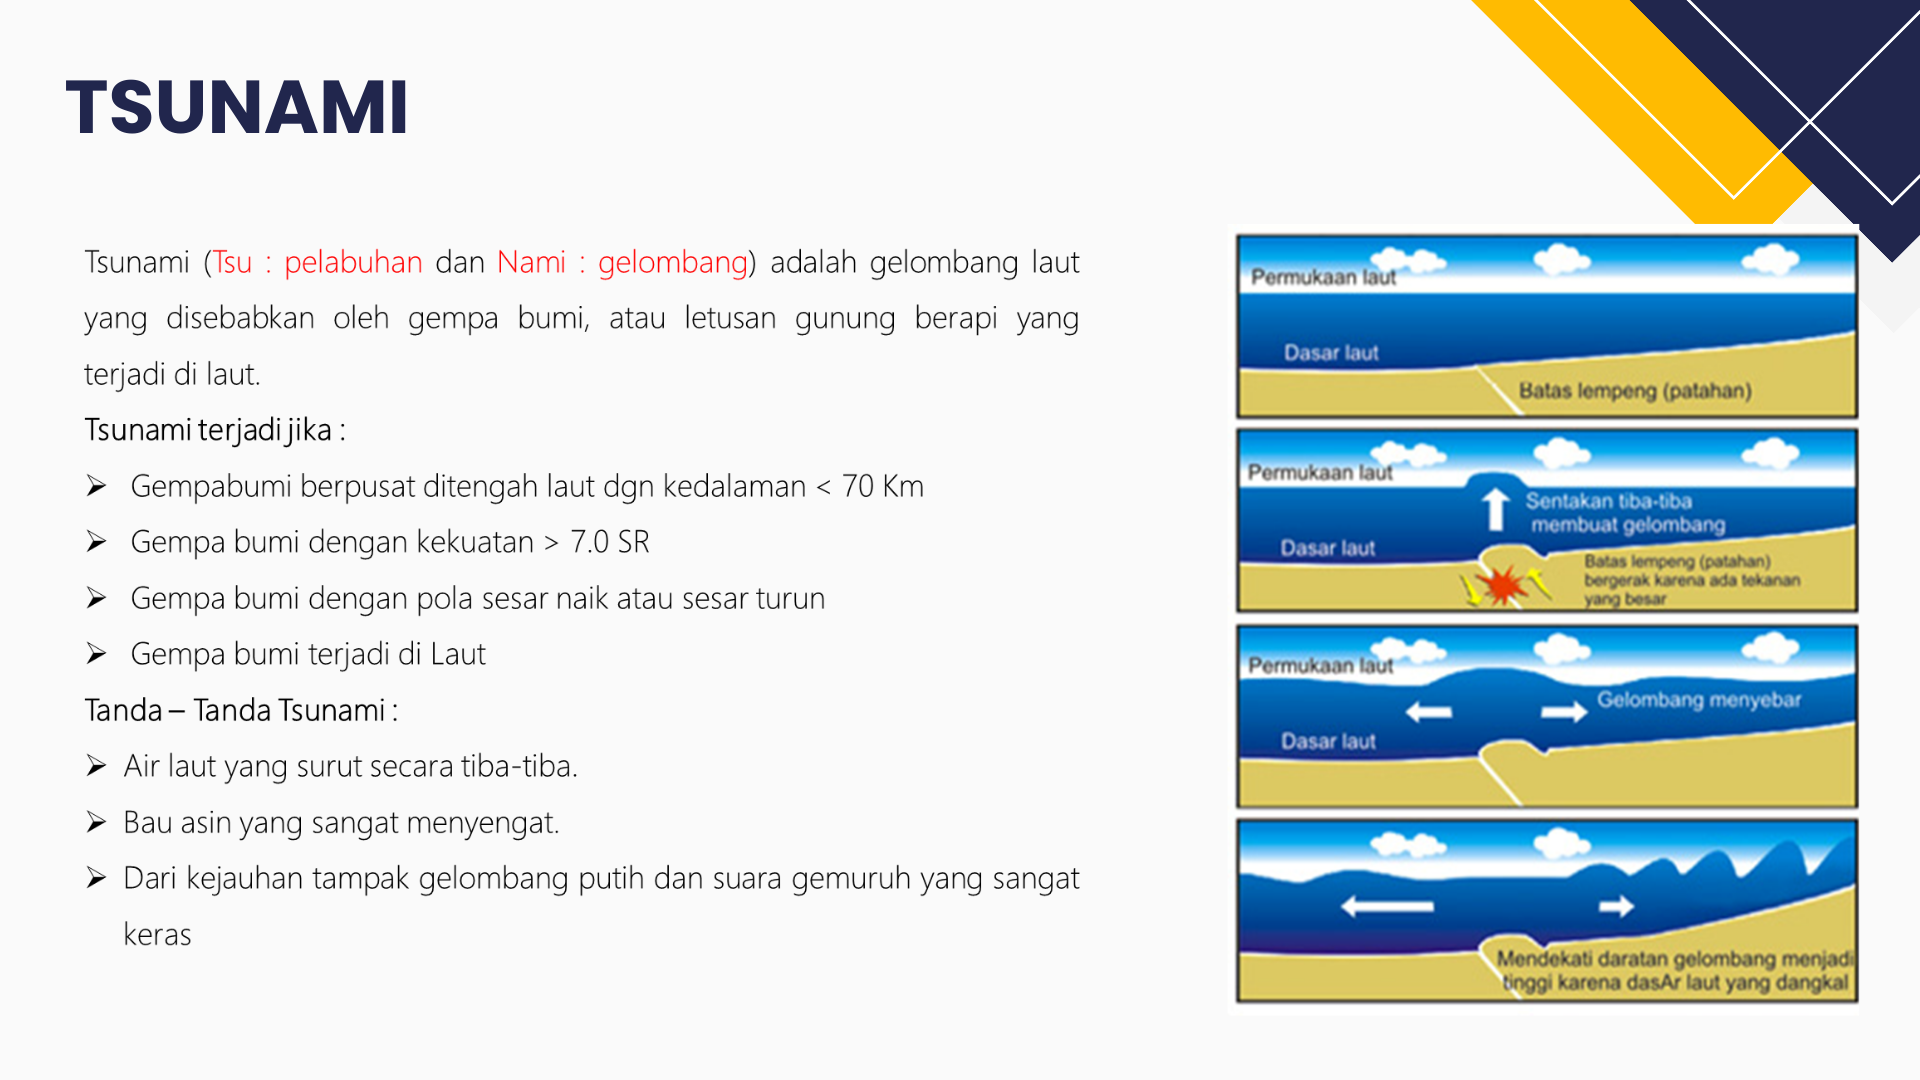 TSUNAMI
Tsunami (Tsu : pelabuhan dan Nami : gelombang) adalah gelombang laut
yang disebabkan oleh gempa bumi, atau letusan gunung berapi yang
terjadi di laut.
Tsunami terjadi jika :
➢ Gempabumi berpusat ditengah laut dgn kedalaman < 70 Km
➢ Gempa bumi dengan kekuatan > 7.0 SR
➢ Gempa bumi dengan pola sesar naik atau sesar turun
➢ Gempa bumi terjadi di Laut
Tanda – Tanda Tsunami :
➢ Air laut yang surut secara tiba-tiba.
➢ Bau asin yang sangat menyengat.
➢ Dari kejauhan tampak gelombang putih dan suara gemuruh yang sangat
keras
Permukaan laut
Dasar laut
Batas lempeng (patahan)
Permukaan laut
Sentakan tiba-tiba
membuat gelombang
Dasar laut
Batas lempeng (patahan)
bergerak karena ada tekanan
yang besar
Permukaan laut
Gelombang menyebar
Dasar laut
Mendekati daratan gelombang menjadi
tinggi karena dasAr laut yang dangkal